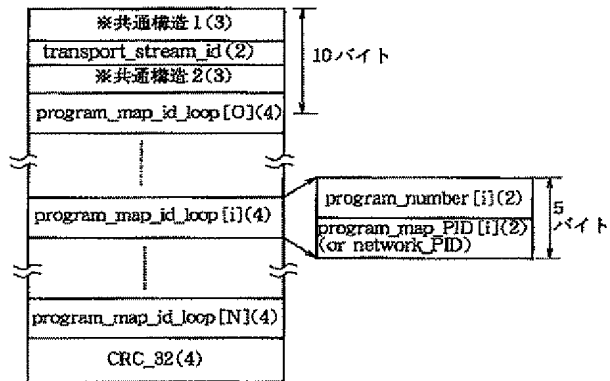 ※共通構造1(3)
transport_stream_id(2)
※共通構造2(3)
program_map_id_loop[0](4)
10バイト
program_map_id_loop[i](4)
program_number[i](2)
program_map_PID[i](2)
(or network_PID)
5
バイト
program_map_id_loop[N](4)
CRC_32(4)